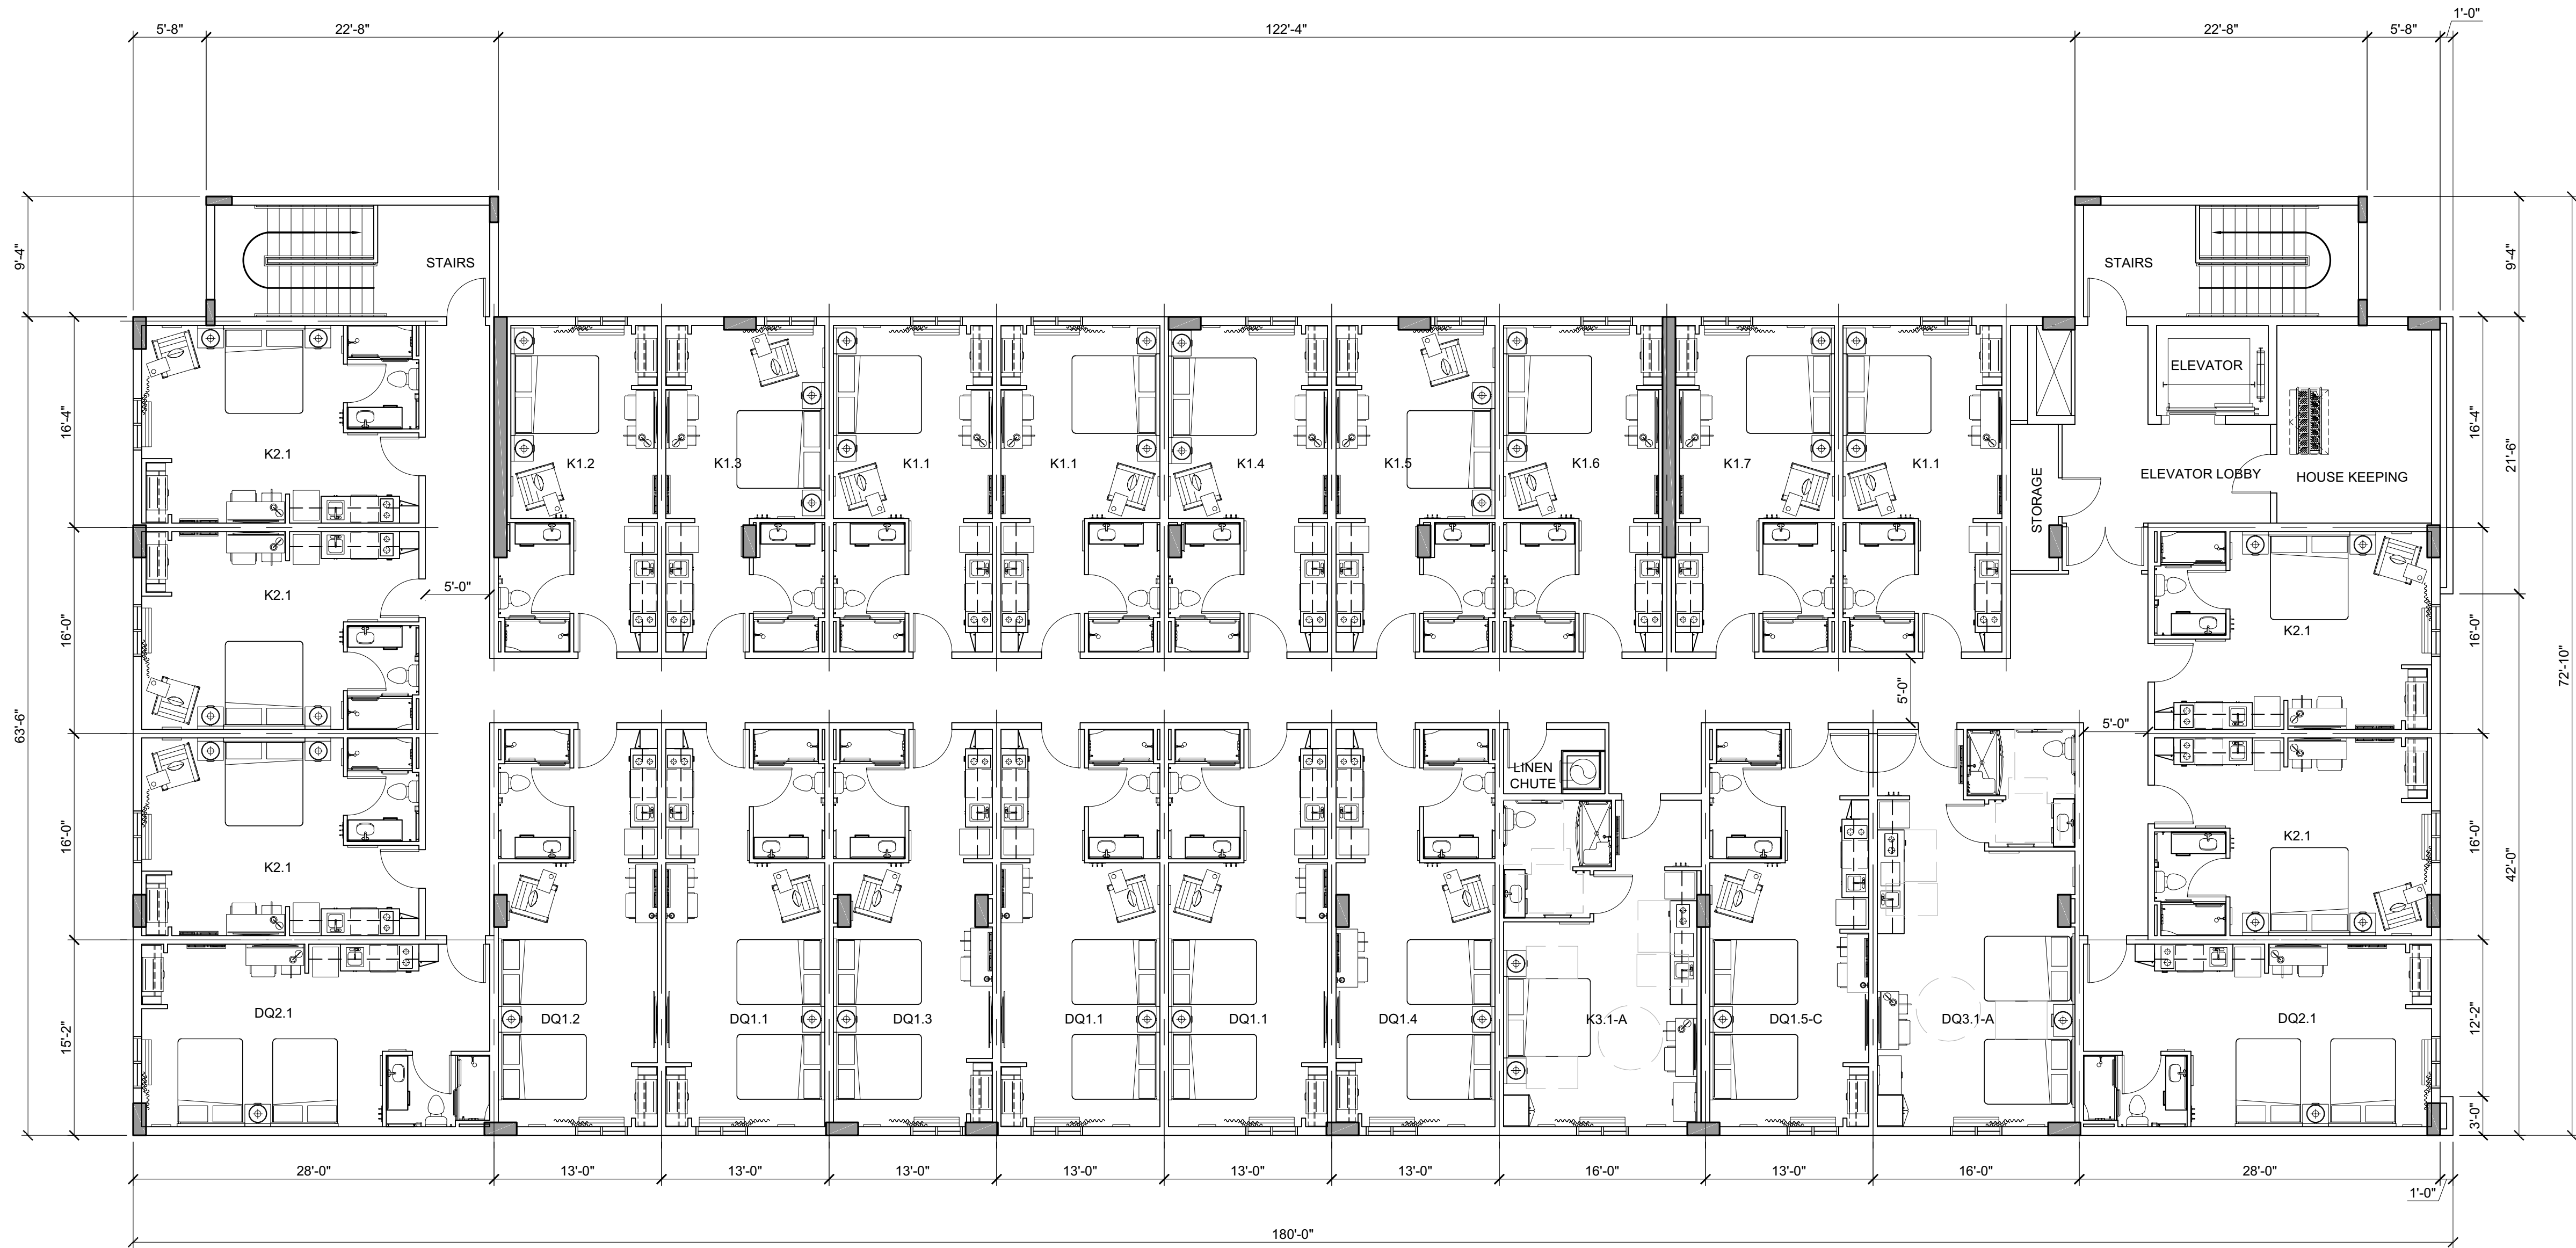 1'-0"
5'-8"
22'-8"
122'-4"
22'-8"
5'-8"
9'-4"
STAIRS
STAIRS
9'-4"
16'-4"
K2.1
K1.2
K1.3
K1.1
K1.1
K1.4
K1.5
K1.6
K1.7
K1.1
STORAGE
ELEVATOR
ELEVATOR LOBBY
HOUSE KEEPING
16'-4"
21'-6"
72'-10"
63'-6"
16'-0"
K2.1
5'-0"
K2.1
16'-0"
5'-0"
5'-0"
16'-0"
K2.1
LINEN
CHUTE
K2.1
16'-0"
42'-0"
15'-2"
DQ2.1
DQ1.2
DQ1.1
DQ1.3
DQ1.1
DQ1.1
DQ1.4
K3.1-A
DQ1.5-C
DQ3.1-A
DQ2.1
12'-2"
3'-0"
28'-0"
13'-0"
13'-0"
13'-0"
13'-0"
13'-0"
13'-0"
16'-0"
13'-0"
16'-0"
28'-0"
1'-0"
180'-0"